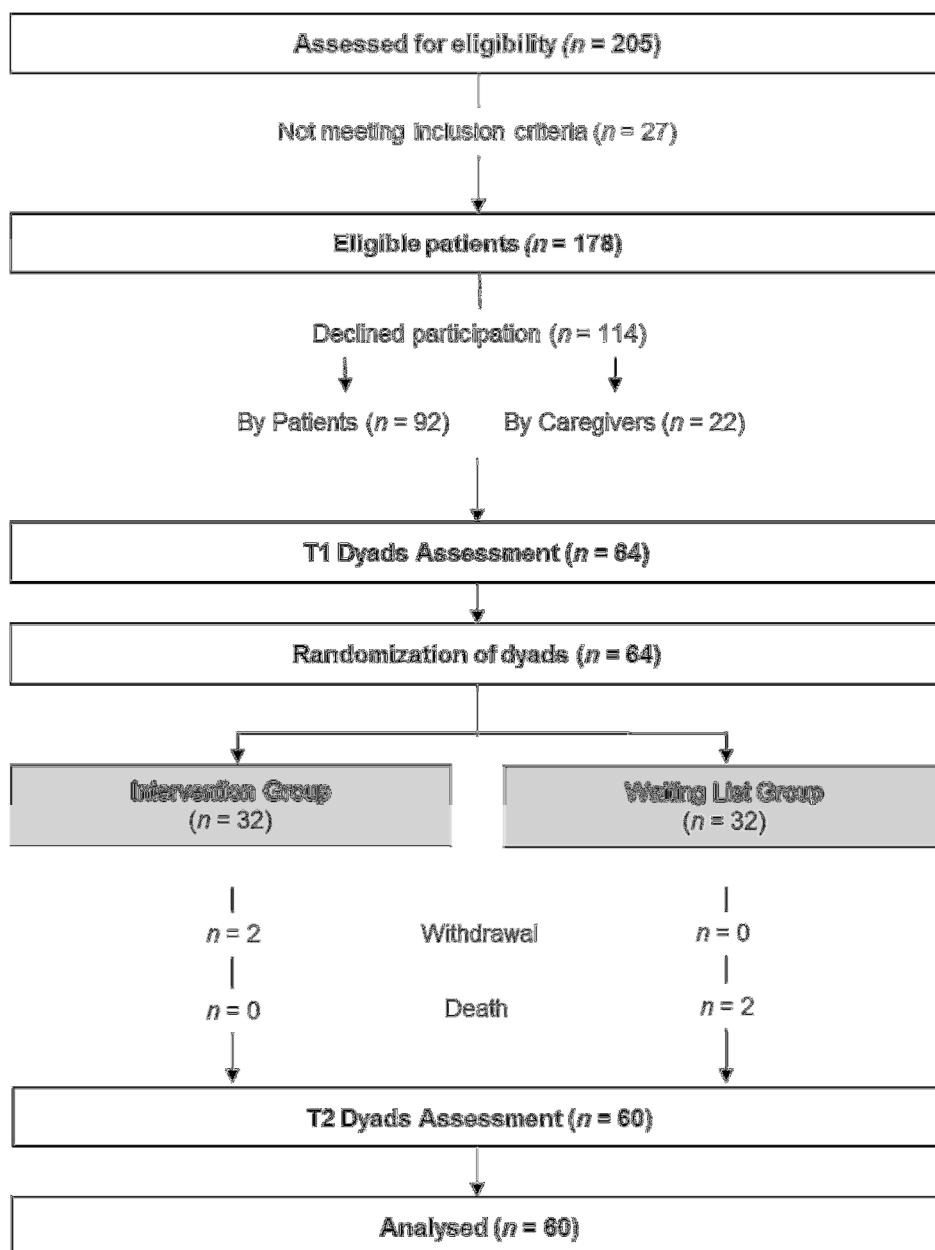 Assessed for eligibility (n = 205)
Not meeting inclusion criteria (n = 27)
Eligible patients (n = 178)
Declined participation (n = 114)
By Patients (n = 92) By Caregivers (n = 22)
T1 Dyads Assessment (n = 64)
Randomization of dyads (n = 64)
Intervention Group Waiting List Group
(n = 32) (n = 32)
n = 2 Withdrawal n = 0
n = 0 Death n = 2
T2 Dyads Assessment (n = 60)
Analysed (n = 60)